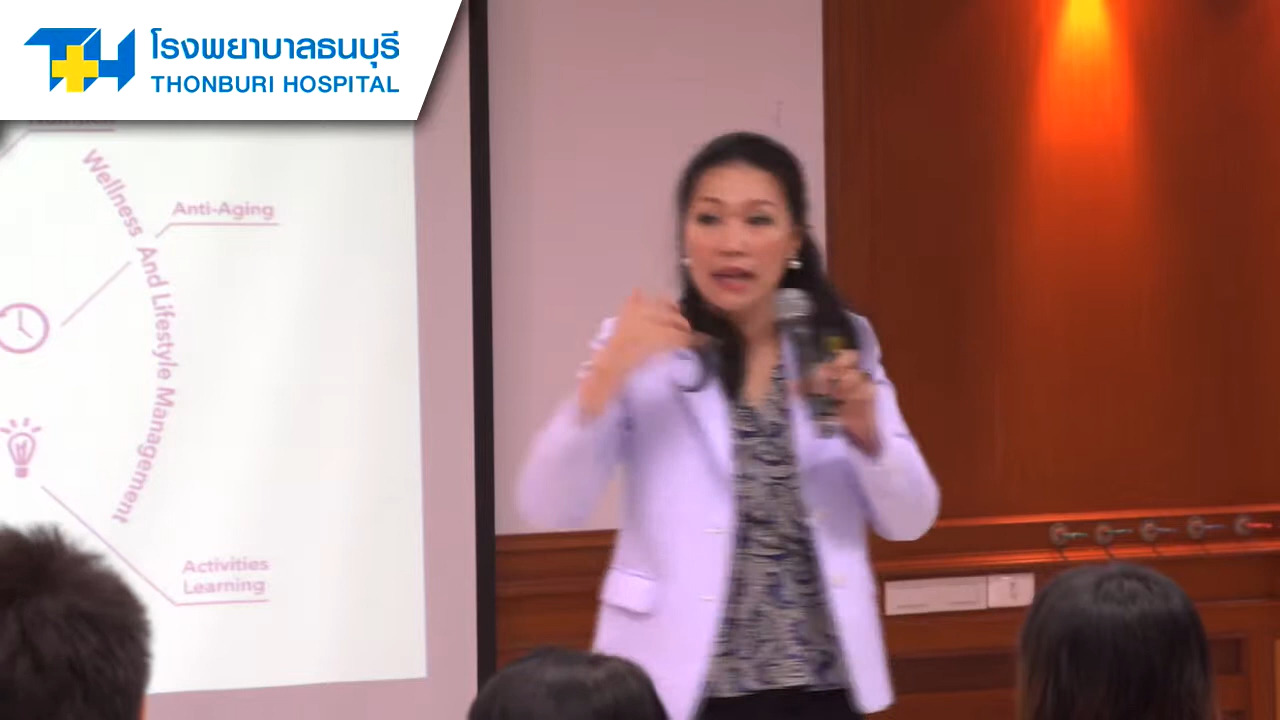 โรงพยาบาลธนบุรี
THONBURI HOSPITAL
Wellness And Lifestyle Management
Anti-Aging
Activities
Learning